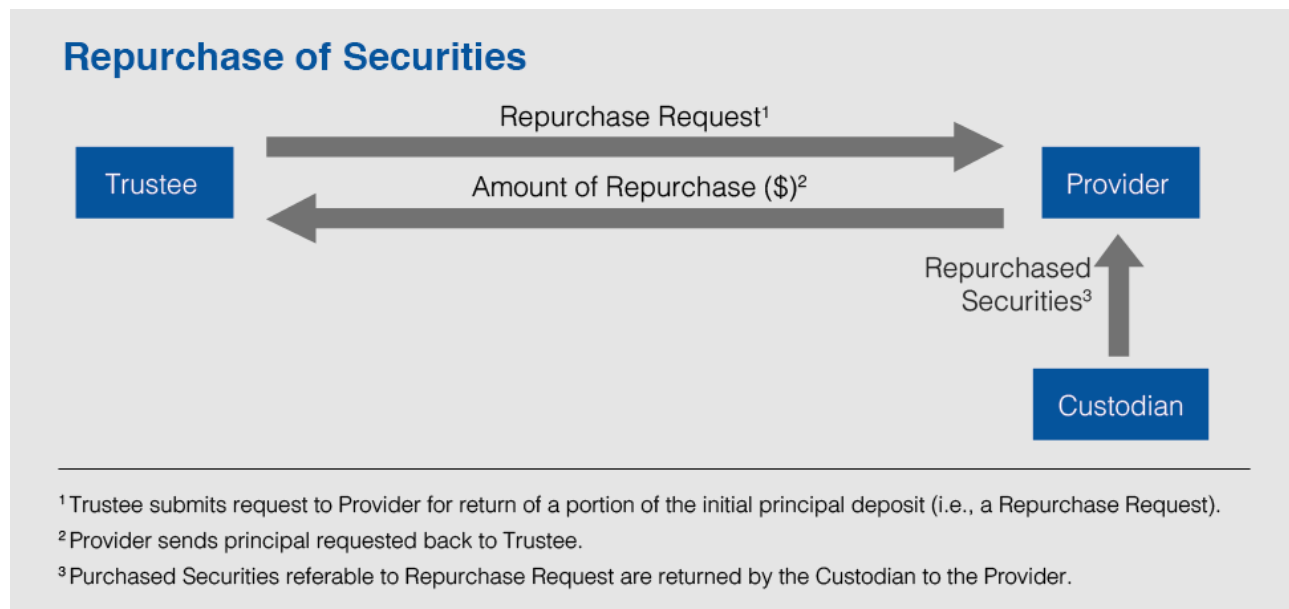 Repurchase of Securities
Repurchase Request¹
Trustee
Provider
Amount of Repurchase ($)²
Repurchased
Securities³
Custodian
¹ Trustee submits request to Provider for return of a portion of the initial principal deposit (i.e., a Repurchase Request).
² Provider sends principal requested back to Trustee.
³ Purchased Securities referable to Repurchase Request are returned by the Custodian to the Provider.